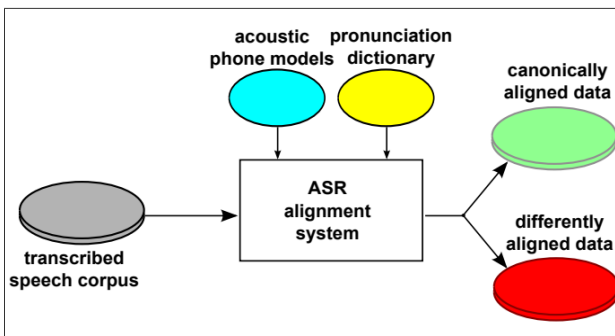 acoustic
phone models
pronunciation
dictionary
canonically
aligned data
ASR
alignment
system
transcribed
speech corpus
differently
aligned data